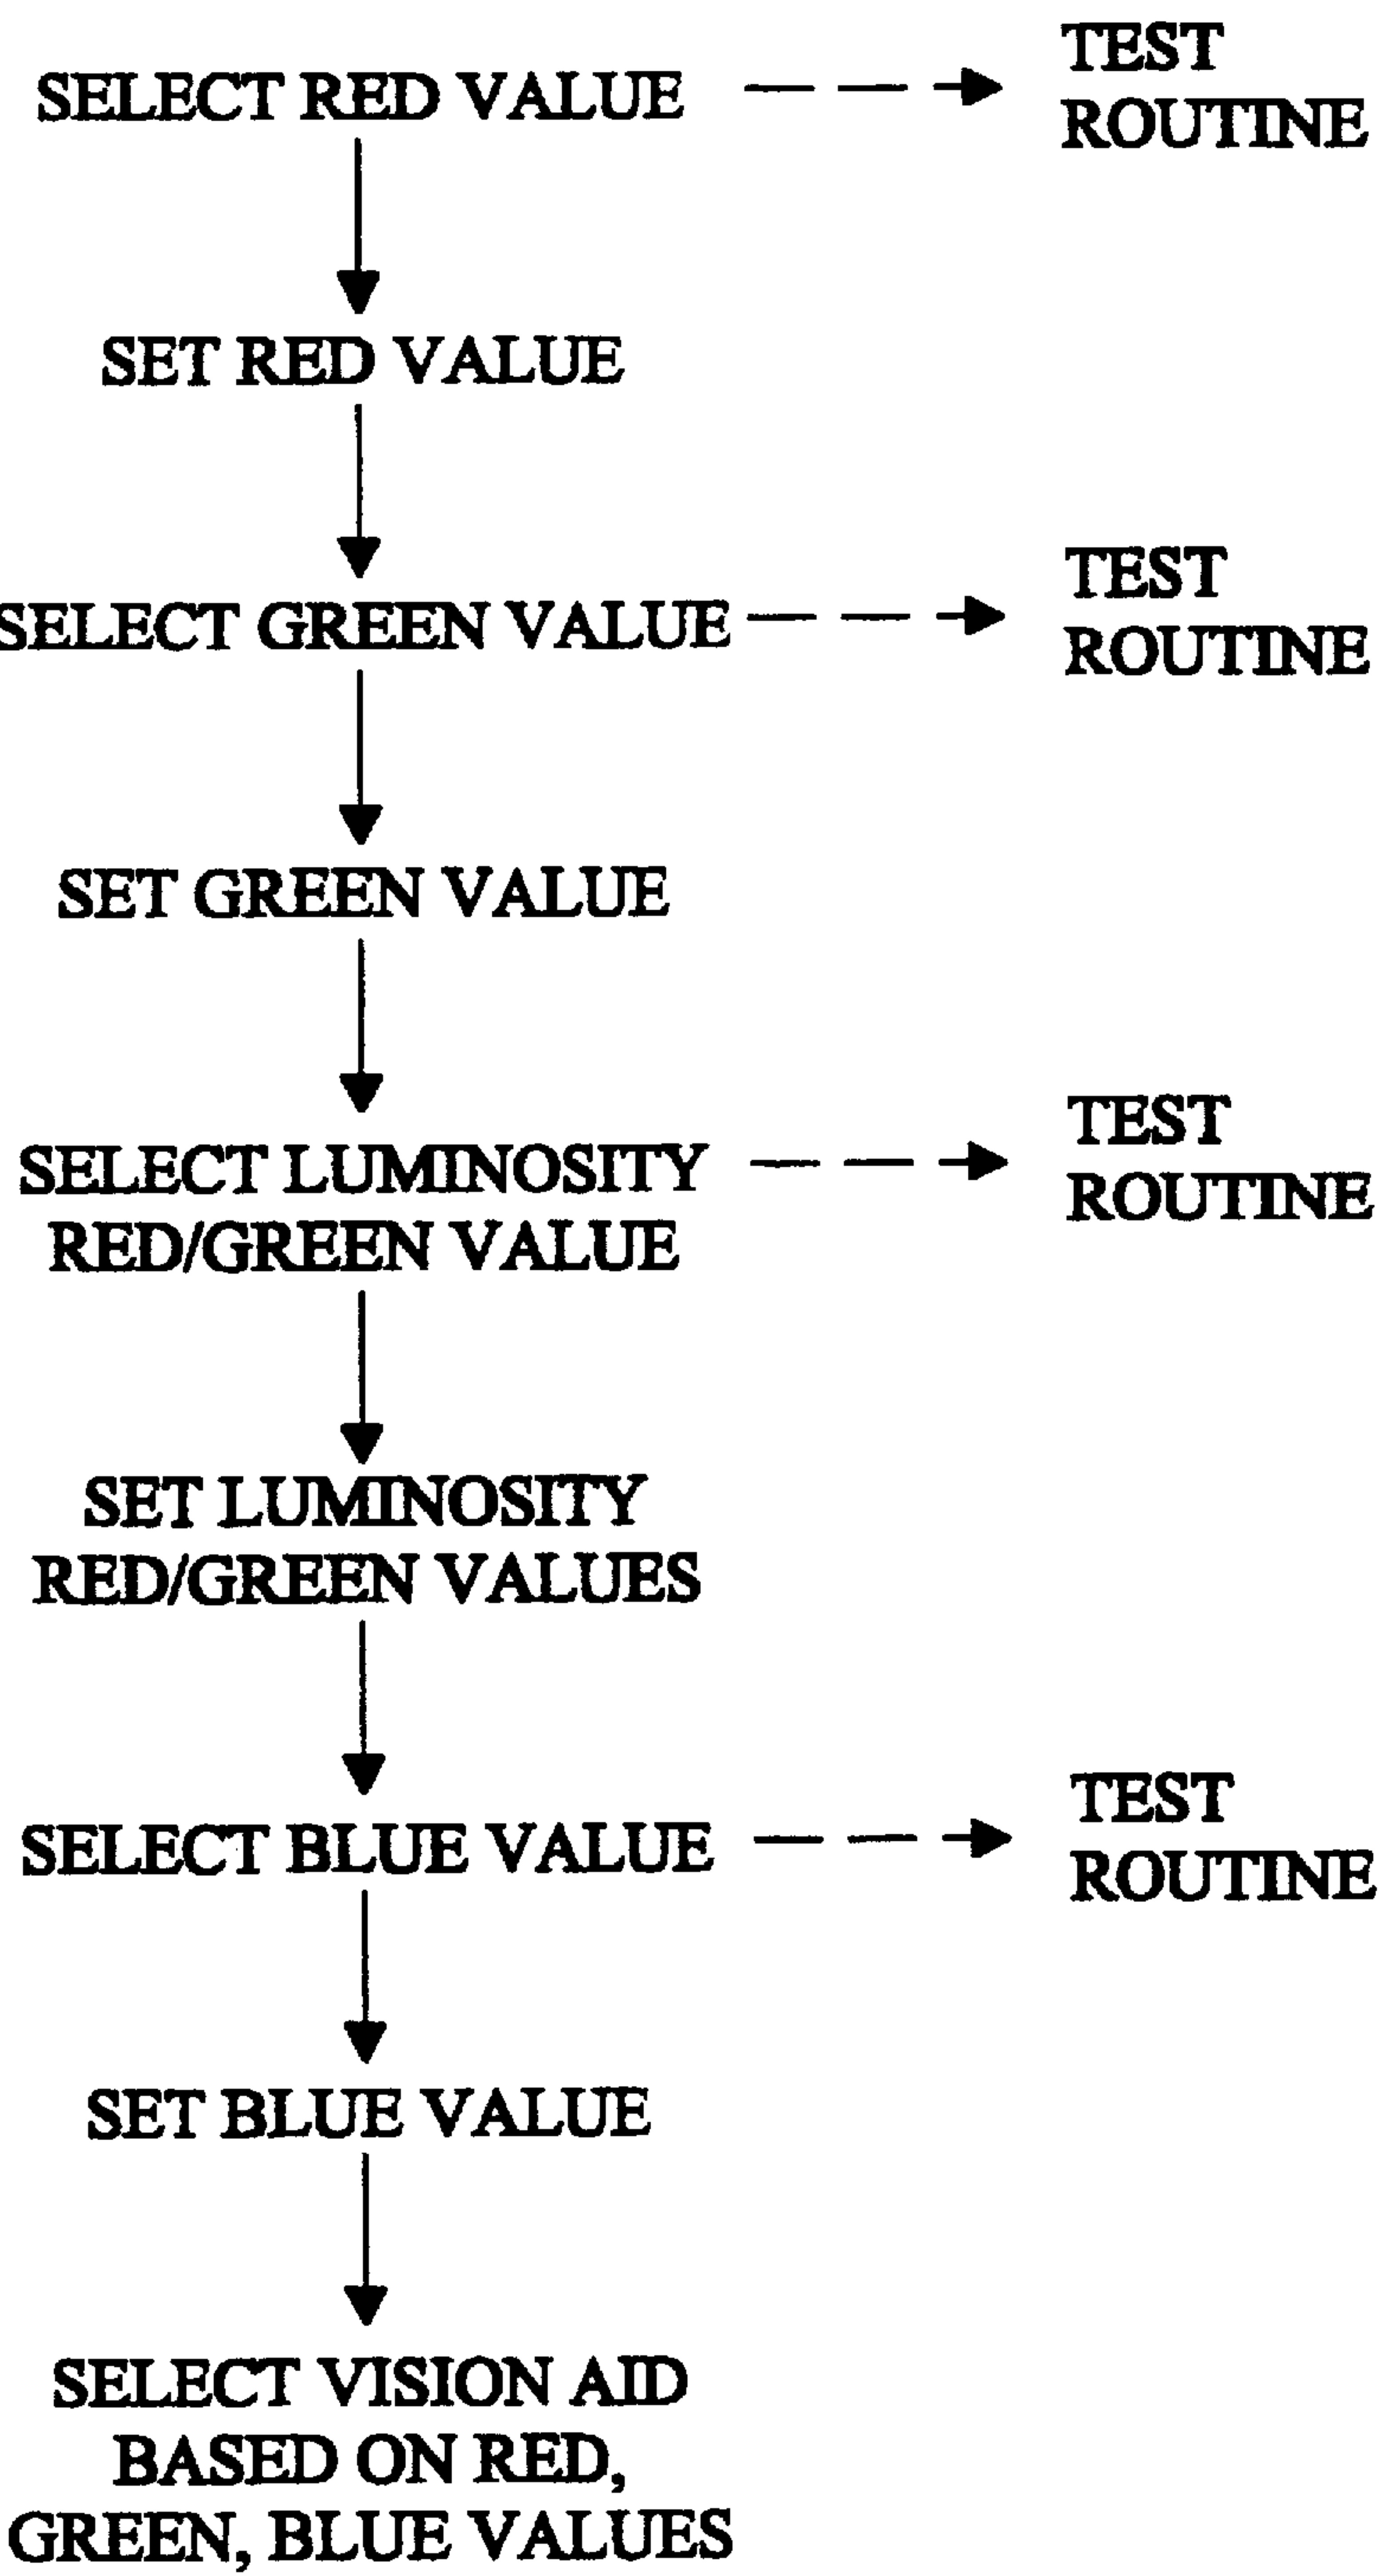 SELECT RED VALUE
TEST
ROUTINE
SET RED VALUE
SELECT GREEN VALUE
TEST
ROUTINE
SET GREEN VALUE
SELECT LUMINOSITY
RED/GREEN VALUE
TEST
ROUTINE
SET LUMINOSITY
RED/GREEN VALUES
SELECT BLUE VALUE
TEST
ROUTINE
SET BLUE VALUE
SELECT VISION AID
BASED ON RED,
GREEN, BLUE VALUES